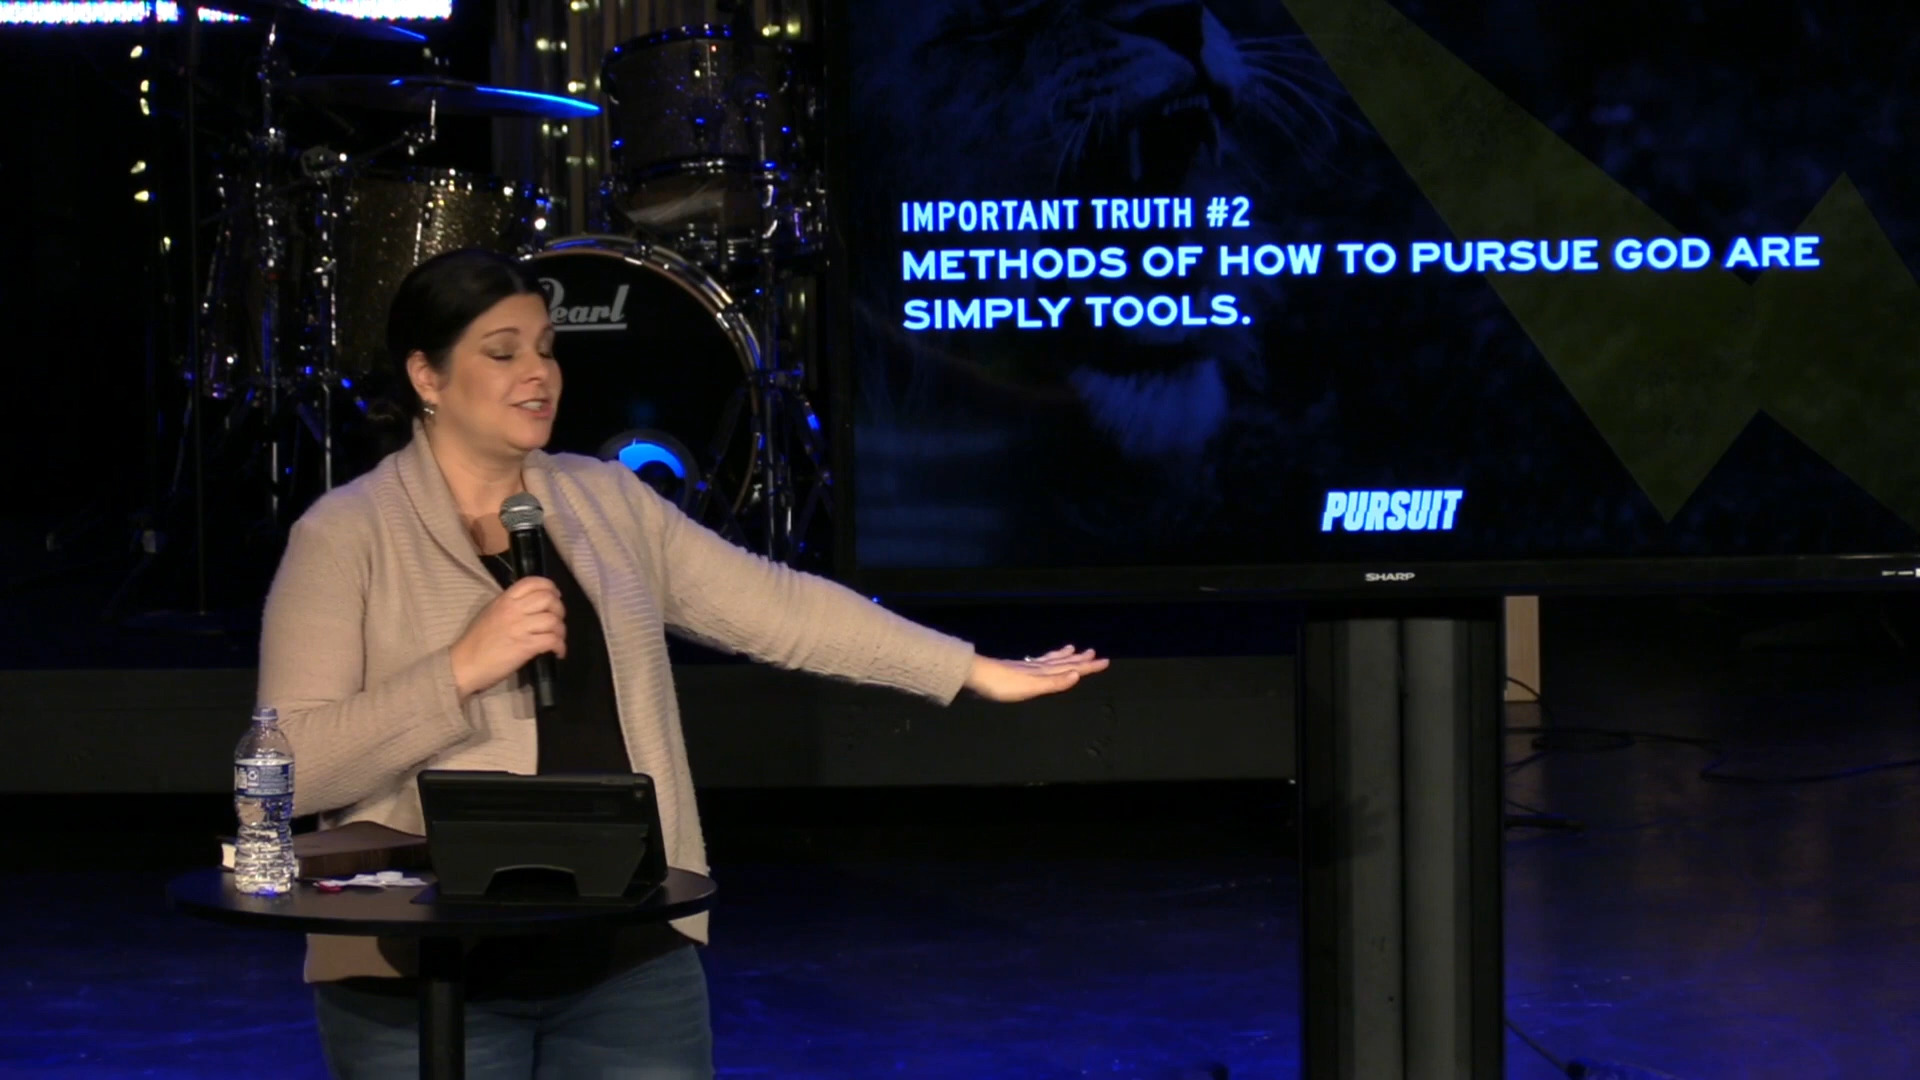 Pearl
IMPORTANT TRUTH #2
METHODS OF HOW TO PURSUE GOD ARE
SIMPLY TOOLS.
PURSUIT
SHARP